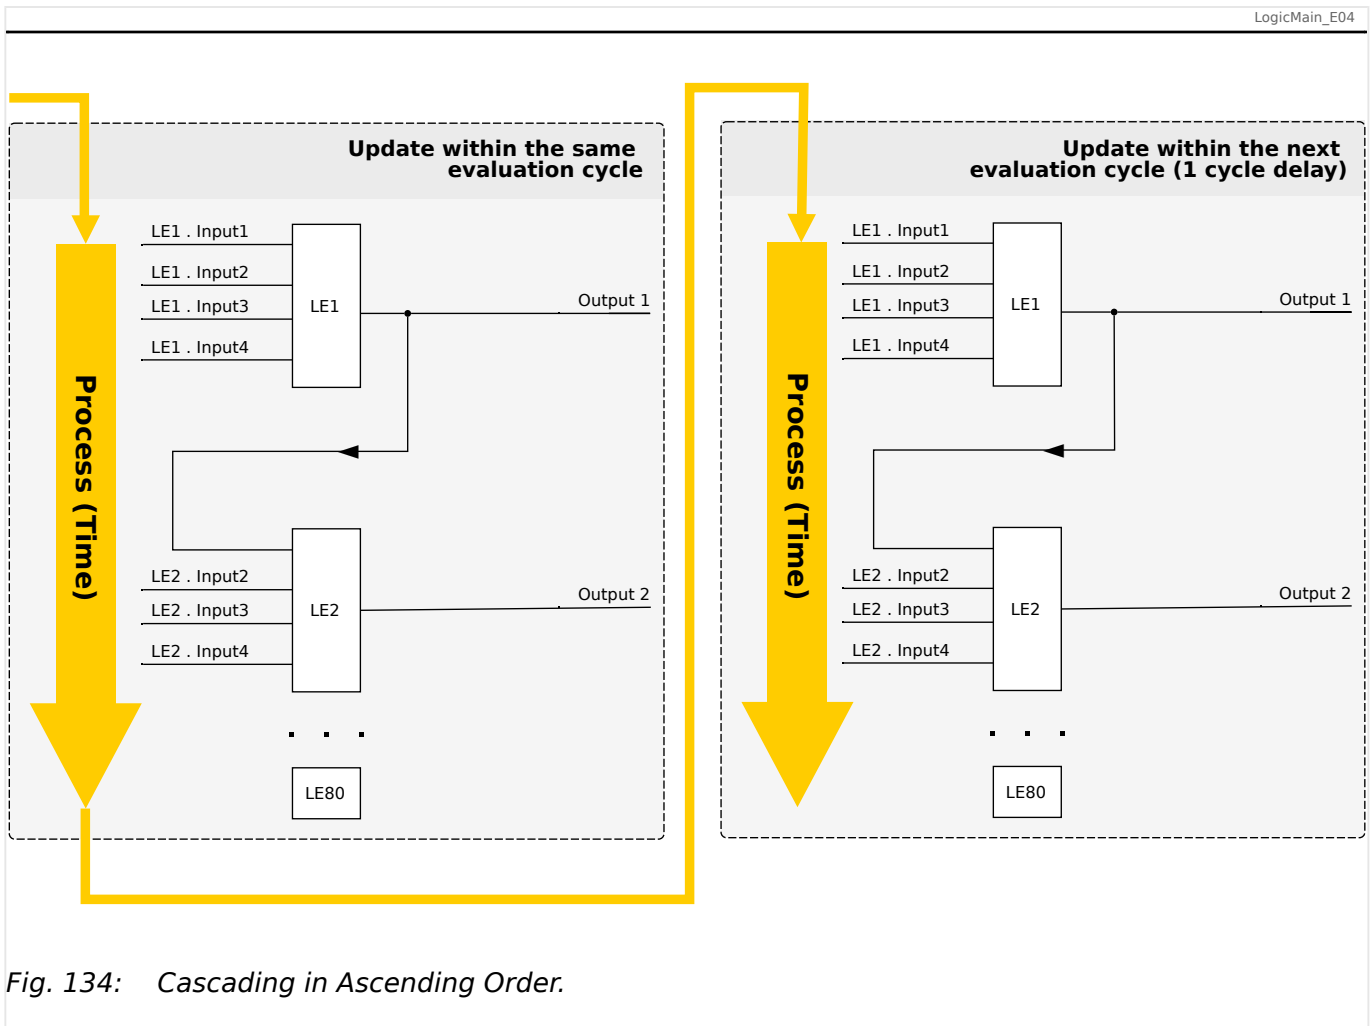 LogicMain_E04
Update within the same
evaluation cycle
LE1 . Input1
LE1 . Input2
LE1 . Input3
LE1 . Input4
LE1
Output 1
Process (Time)
LE2 . Input2
LE2 . Input3
LE2 . Input4
LE2
Output 2
. . .
LE80
Update within the next
evaluation cycle (1 cycle delay)
LE1 . Input1
LE1 . Input2
LE1 . Input3
LE1 . Input4
LE1
Output 1
Process (Time)
LE2 . Input2
LE2 . Input3
LE2 . Input4
LE2
Output 2
. . .
LE80
Fig. 134: Cascading in Ascending Order.